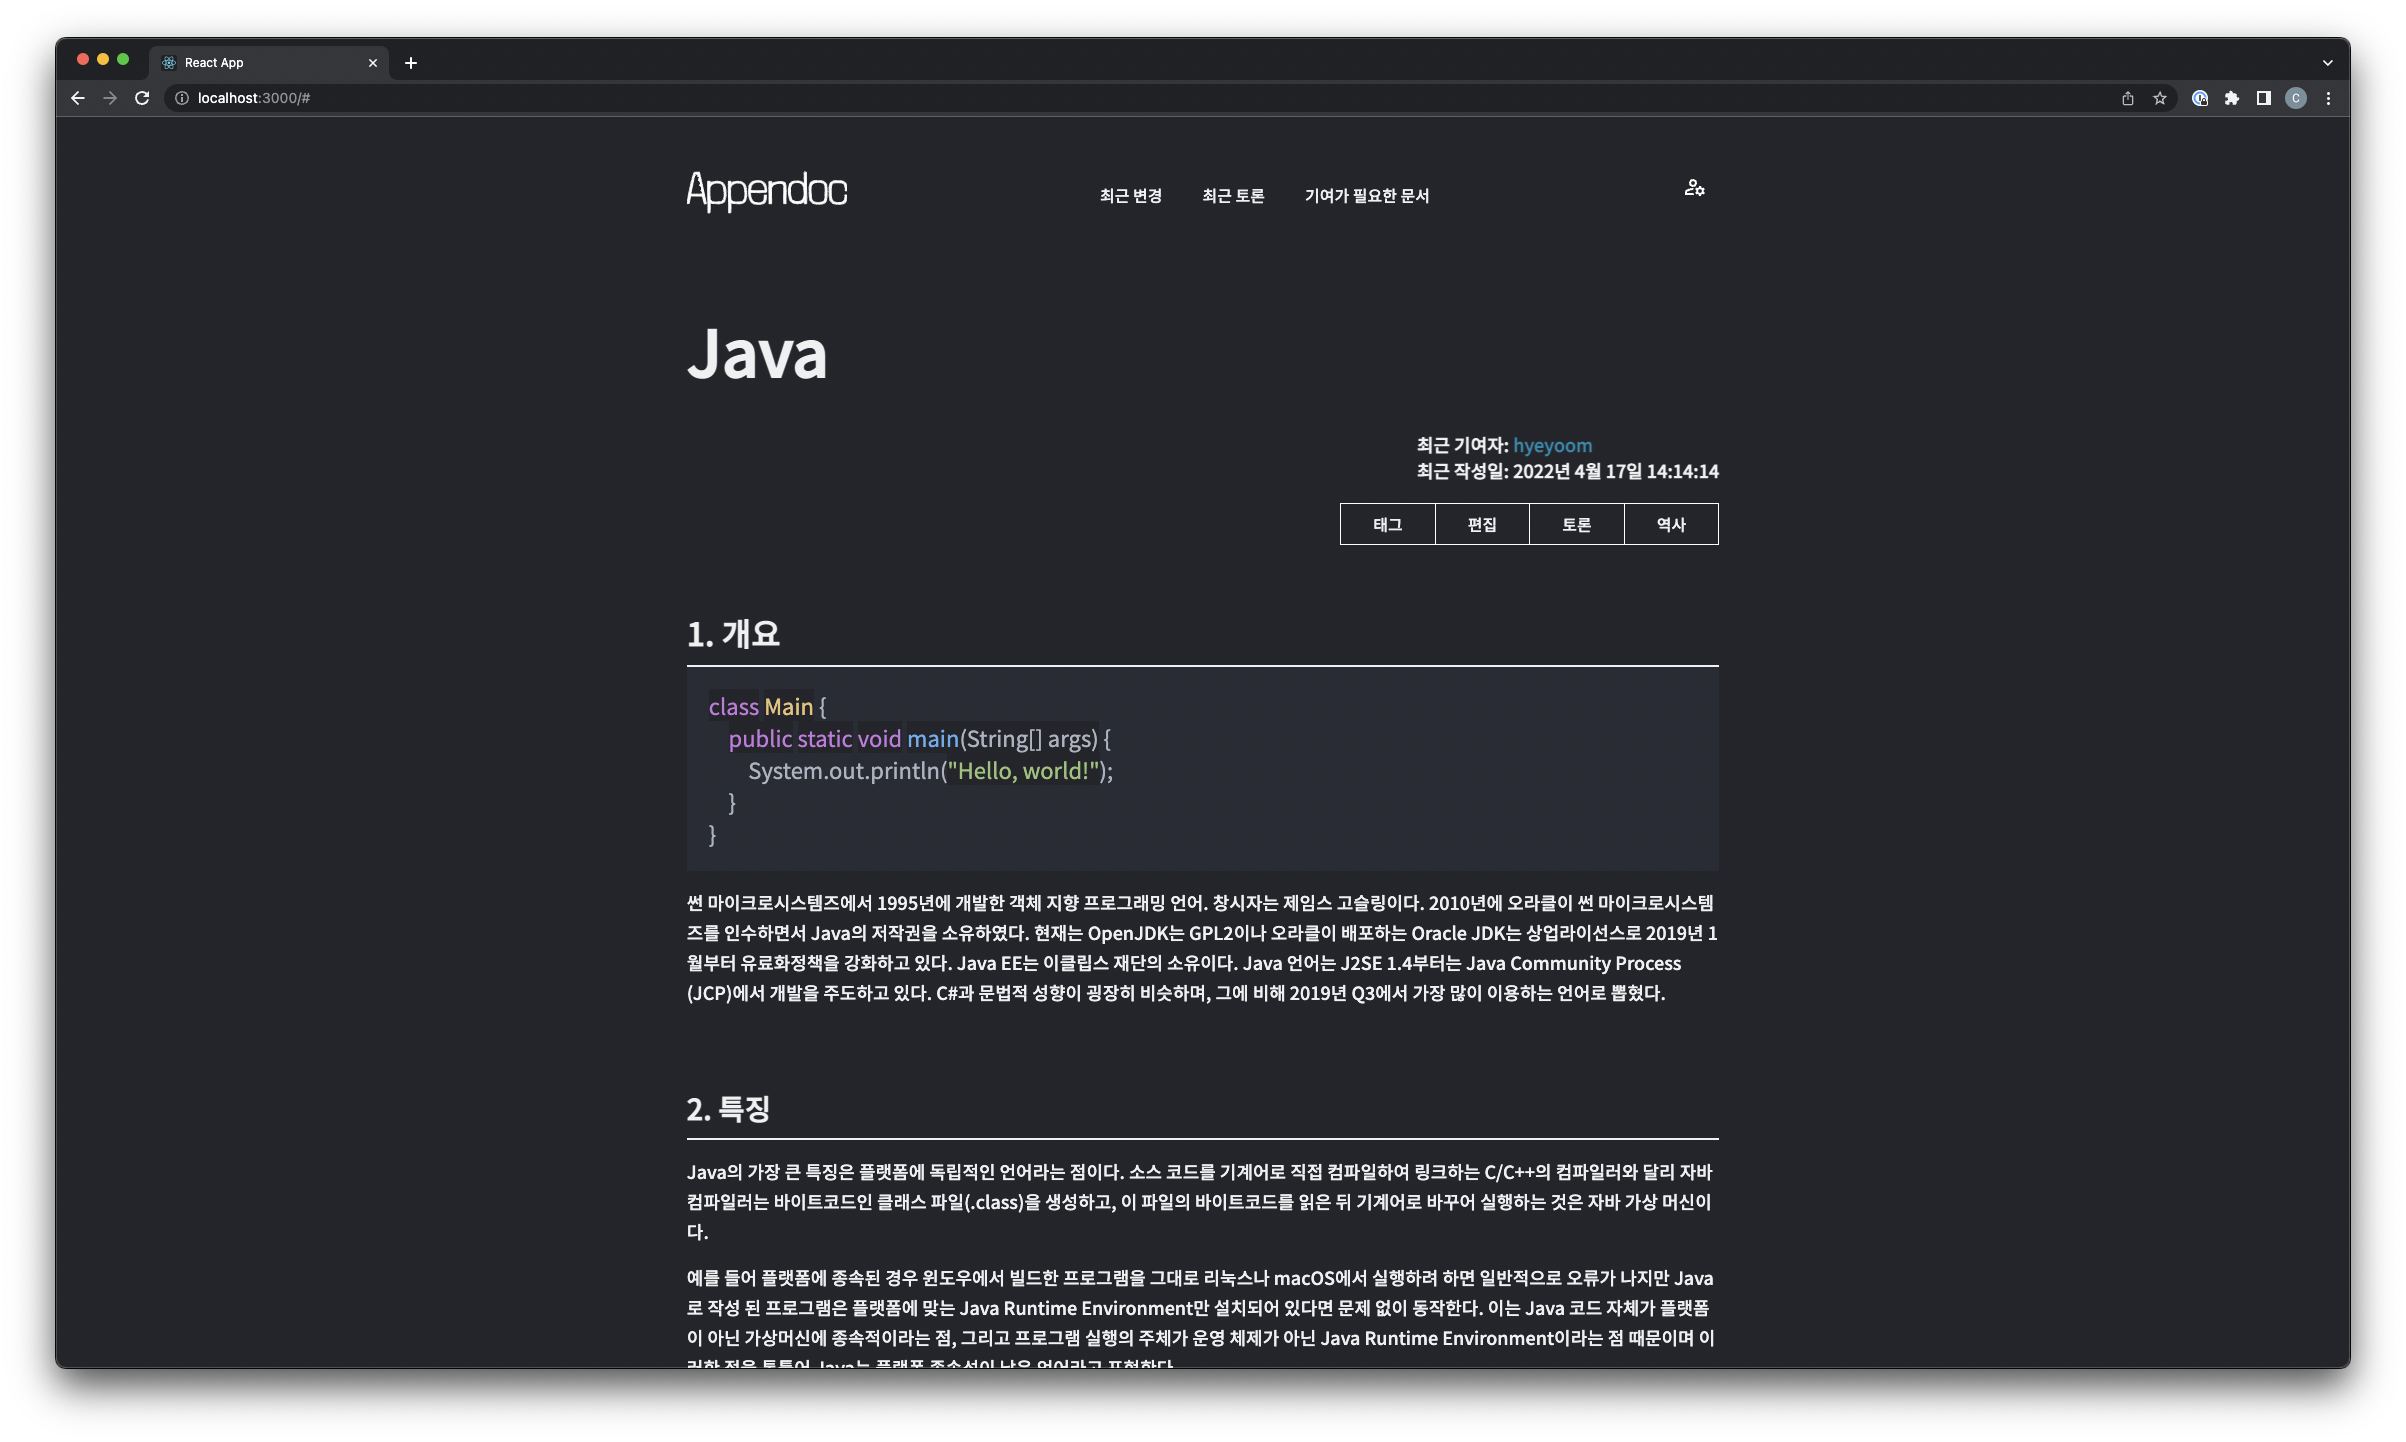 React App
localhost:3000/#
C
Appendoc
최근 변경
최근 토론
기여가 필요한 문서
Java
최근 기여자: hyeyoom
최근 작성일: 2022년 4월 17일 14:14:14
태그
편집
토론
역사
1. 개요
class Main {
public static void main(String[] args) {
System.out.println("Hello, world!");
}
}
썬 마이크로시스템즈에서 1995년에 개발한 객체 지향 프로그래밍 언어. 창시자는 제임스 고슬링이다. 2010년에 오라클이 썬 마이크로시스템
즈를 인수하면서 Java의 저작권을 소유하였다. 현재는 OpenJDK는 GPL2이나 오라클이 배포하는 Oracle JDK는 상업라이선스로 2019년 1
월부터 유료화정책을 강화하고 있다. Java EE는 이클립스 재단의 소유이다. Java 언어는 J2SE 1.4부터는 Java Community Process
(JCP)에서 개발을 주도하고 있다. C#과 문법적 성향이 굉장히 비슷하며, 그에 비해 2019년 Q3에서 가장 많이 이용하는 언어로 뽑혔다.
2. 특징
Java의 가장 큰 특징은 플랫폼에 독립적인 언어라는 점이다. 소스 코드를 기계어로 직접 컴파일하여 링크하는 C/C++의 컴파일러와 달리 자바
컴파일러는 바이트코드인 클래스 파일(.class)을 생성하고, 이 파일의 바이트코드를 읽은 뒤 기계어로 바꾸어 실행하는 것은 자바 가상 머신이
다.
예를 들어 플랫폼에 종속된 경우 윈도우에서 빌드한 프로그램을 그대로 리눅스나 macOS에서 실행하려 하면 일반적으로 오류가 나지만 Java
로 작성 된 프로그램은 플랫폼에 맞는 Java Runtime Environment만 설치되어 있다면 문제 없이 동작한다. 이는 Java 코드 자체가 플랫폼
이 아닌 가상머신에 종속적이라는 점, 그리고 프로그램 실행의 주체가 운영 체제가 아닌 Java Runtime Environment이라는 점 때문이며 이
러한 점을 통틀어 Java는 플랫폼 종속성이 낮은 언어라고 표현한다